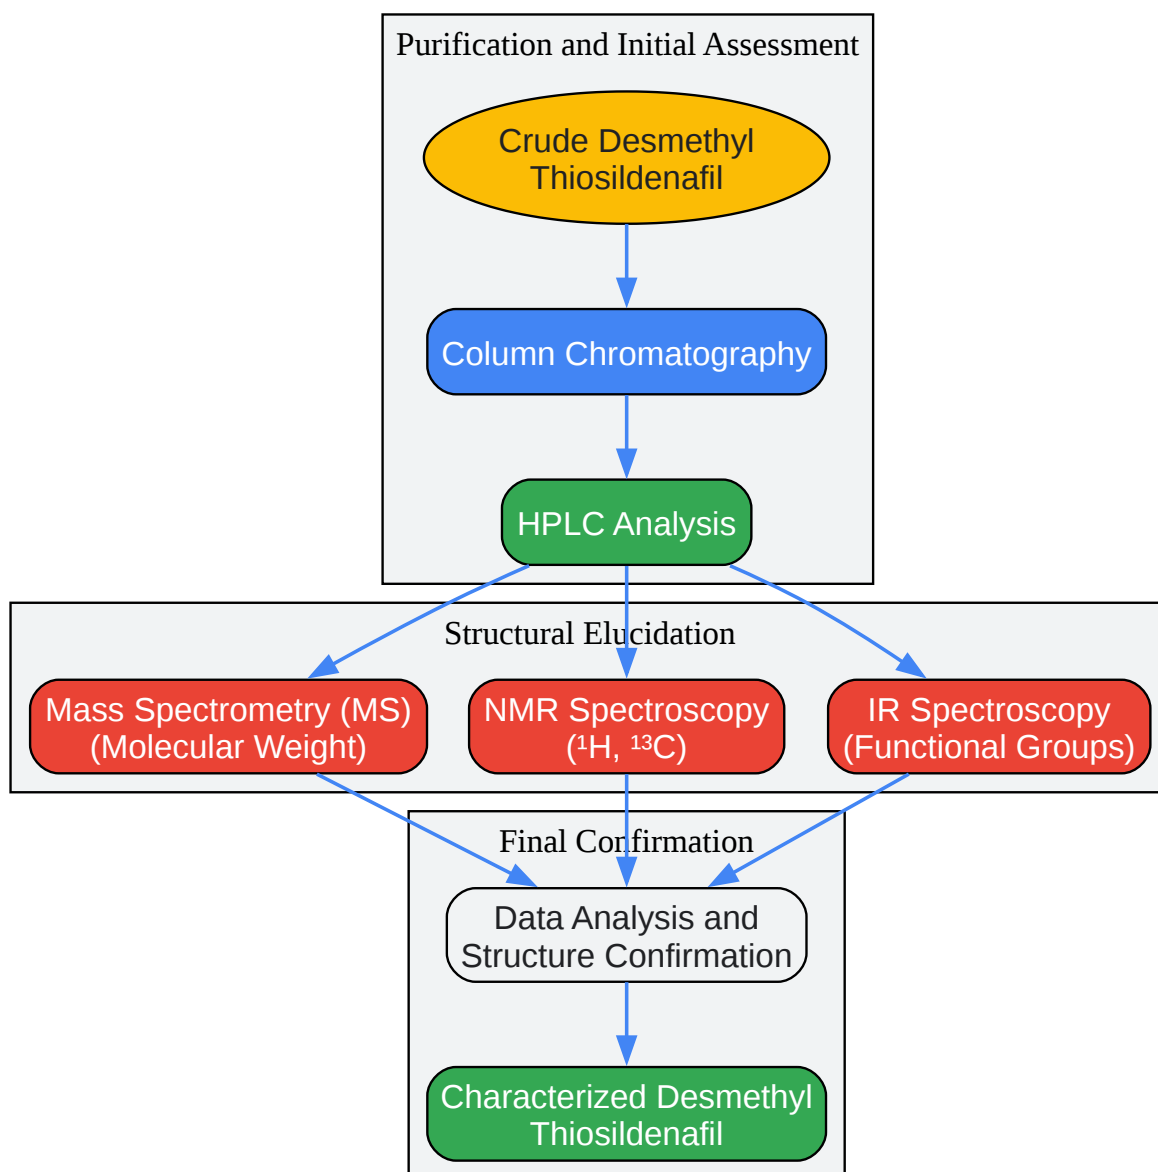 Purification and Initial Assessment
Crude Desmethyl
Thiosildenafil
Column Chromatography
HPLC Analysis
Structural Elucidation
Mass Spectrometry (MS)
(Molecular Weight)
NMR Spectroscopy
(¹H, ¹³C)
IR Spectroscopy
(Functional Groups)
Final Confirmation
Data Analysis and
Structure Confirmation
Characterized Desmethyl
Thiosildenafil